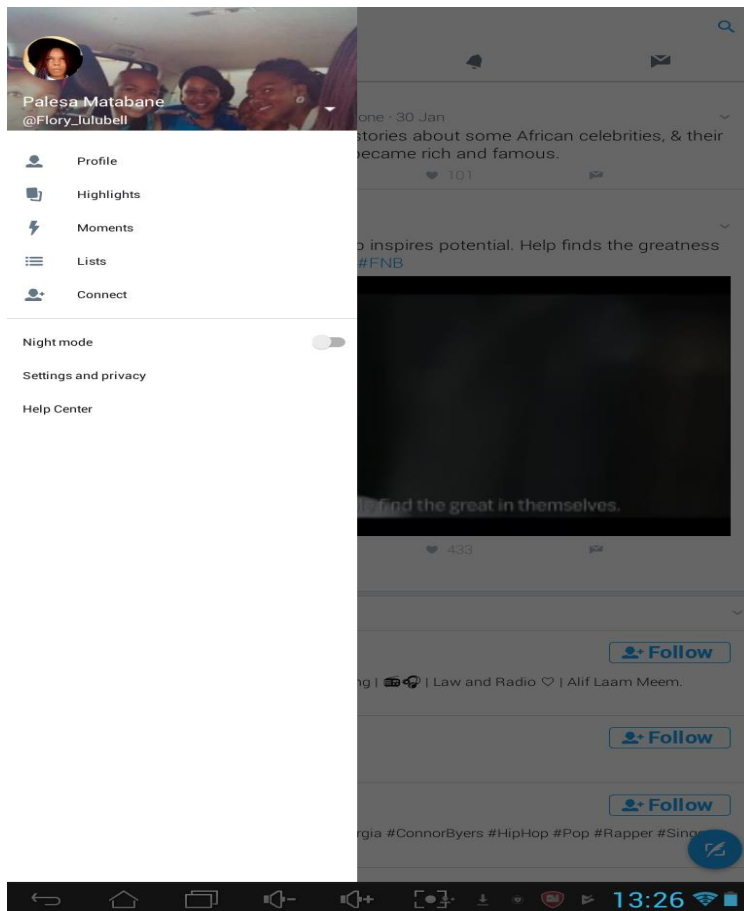 Palesa Matabane
@Flory_lulubell
Profile
Highlights
Moments
Lists
Connect
Night mode
Settings and privacy
Help Center
one · 30 Jan
stories about some African celebrities, & their
became rich and famous.
101
inspires potential. Help finds the greatness
#FNB
find the great in themselves.
433
Follow
| Law and Radio ♡ | Alif Laam Meem.
Follow
Follow
#ConnorByers #HipHop #Pop #Rapper
13:26